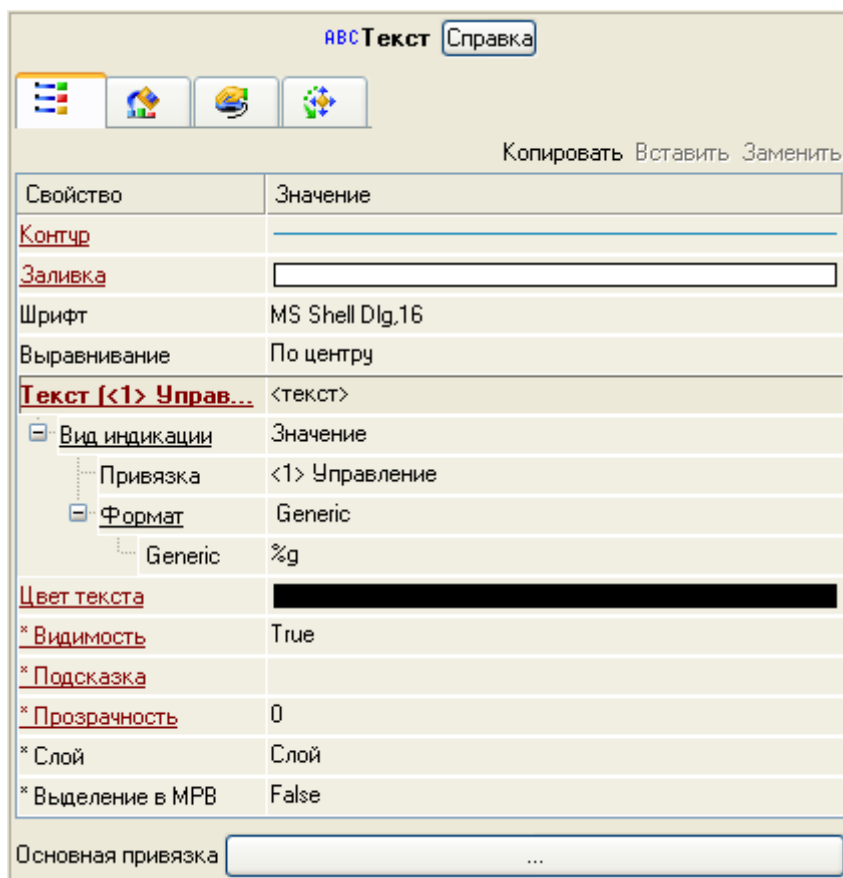 ABC Текст Справка
Копировать Вставить Заменить
Свойство Значение
Контур
Заливка
Шрифт MS Shell Dlg,16
Выравнивание По центру
Текст (<1> Управ... <текст>
Вид индикации Значение
Привязка <1> Управление
Формат Generic
Generic %g
Цвет текста
* Видимость True
* Подсказка
* Прозрачность 0
* Слой Слой
* Выделение в МРВ False
Основная привязка ...